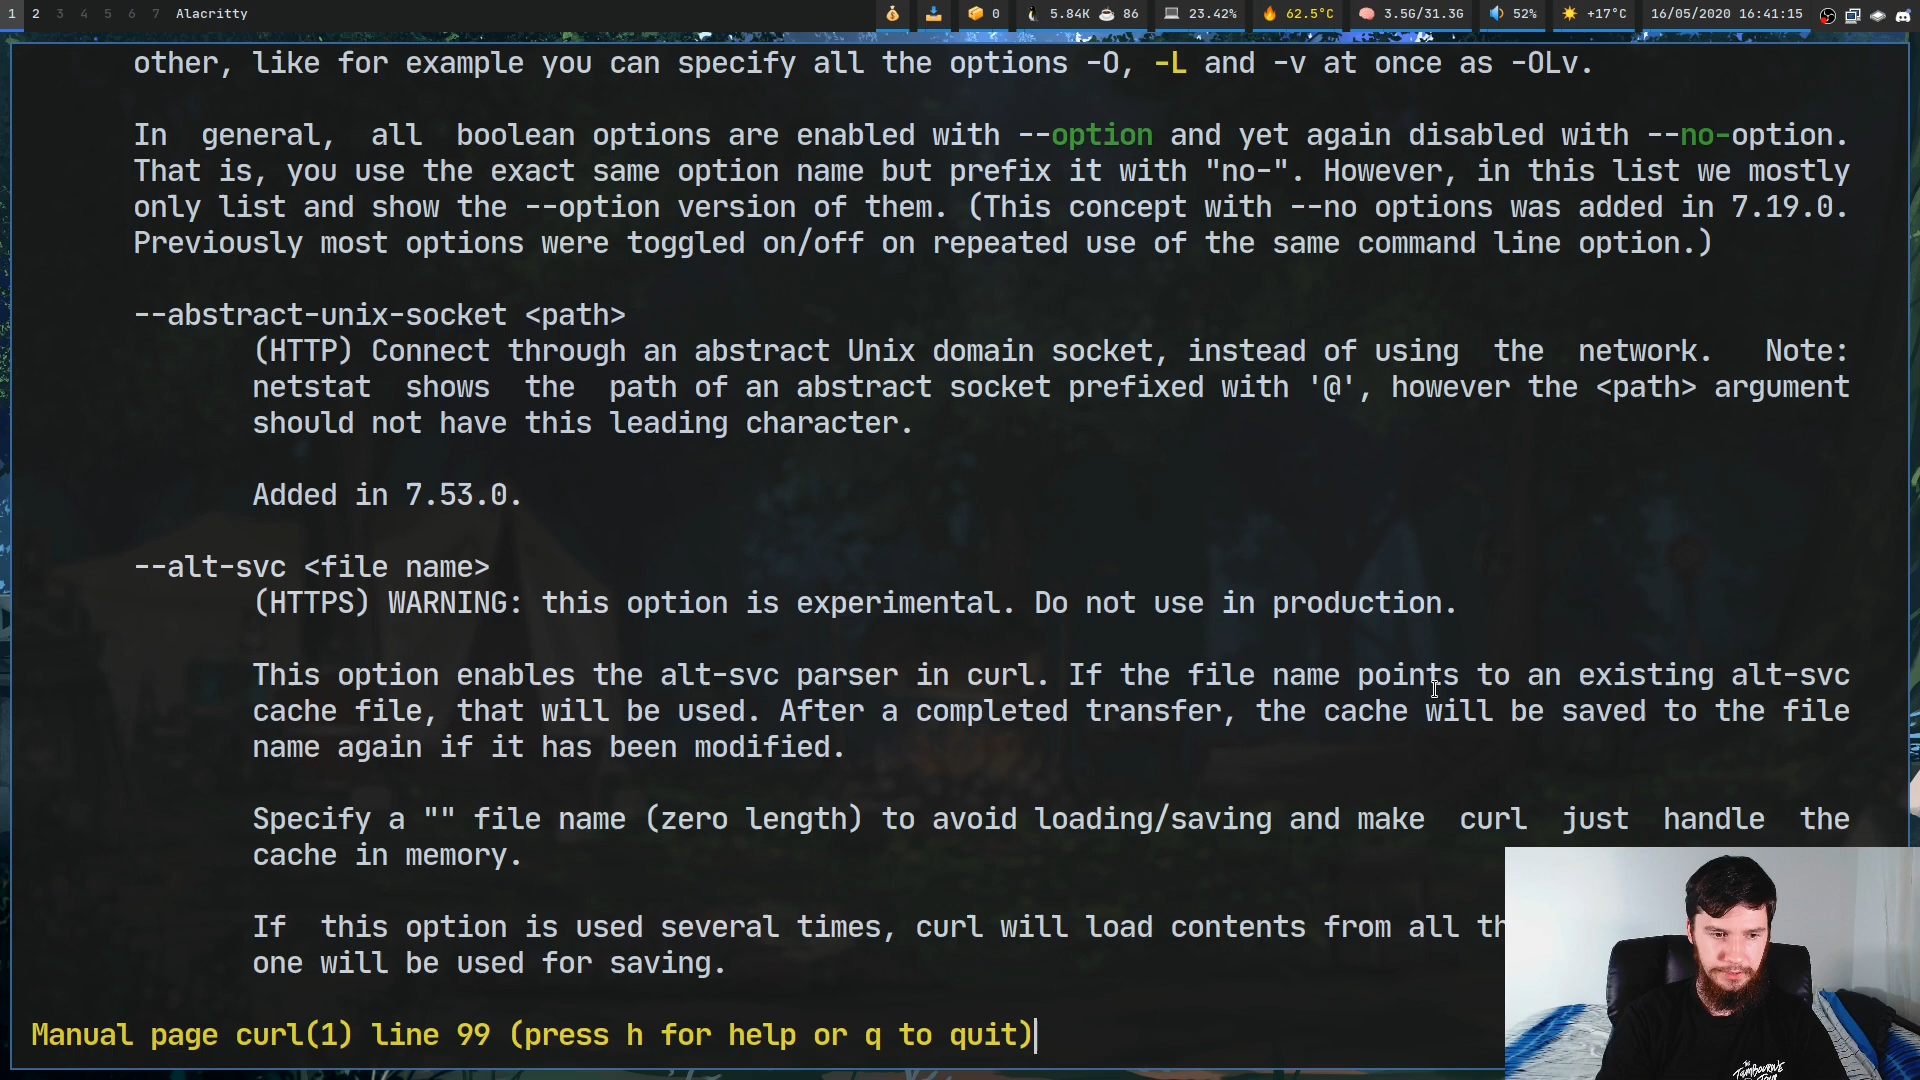 1 2 3 4 5 6 7 Alacritty 0 5.84K 86 23.42% 62.5°C 3.5G/31.3G 52% +17°C 16/05/2020 16:41:15
other, like for example you can specify all the options -O, -L and -v at once as -OLv.
In general, all boolean options are enabled with --option and yet again disabled with --no-option.
That is, you use the exact same option name but prefix it with "no-". However, in this list we mostly
only list and show the --option version of them. (This concept with --no options was added in 7.19.0.
Previously most options were toggled on/off on repeated use of the same command line option.)
--abstract-unix-socket <path>
(HTTP) Connect through an abstract Unix domain socket, instead of using the network. Note:
netstat shows the path of an abstract socket prefixed with '@', however the <path> argument
should not have this leading character.
Added in 7.53.0.
--alt-svc <file name>
(HTTPS) WARNING: this option is experimental. Do not use in production.
This option enables the alt-svc parser in curl. If the file name points to an existing alt-svc
cache file, that will be used. After a completed transfer, the cache will be saved to the file
name again if it has been modified.
Specify a "" file name (zero length) to avoid loading/saving and make curl just handle the
cache in memory.
If this option is used several times, curl will load contents from all th
one will be used for saving.
Manual page curl(1) line 99 (press h for help or q to quit)